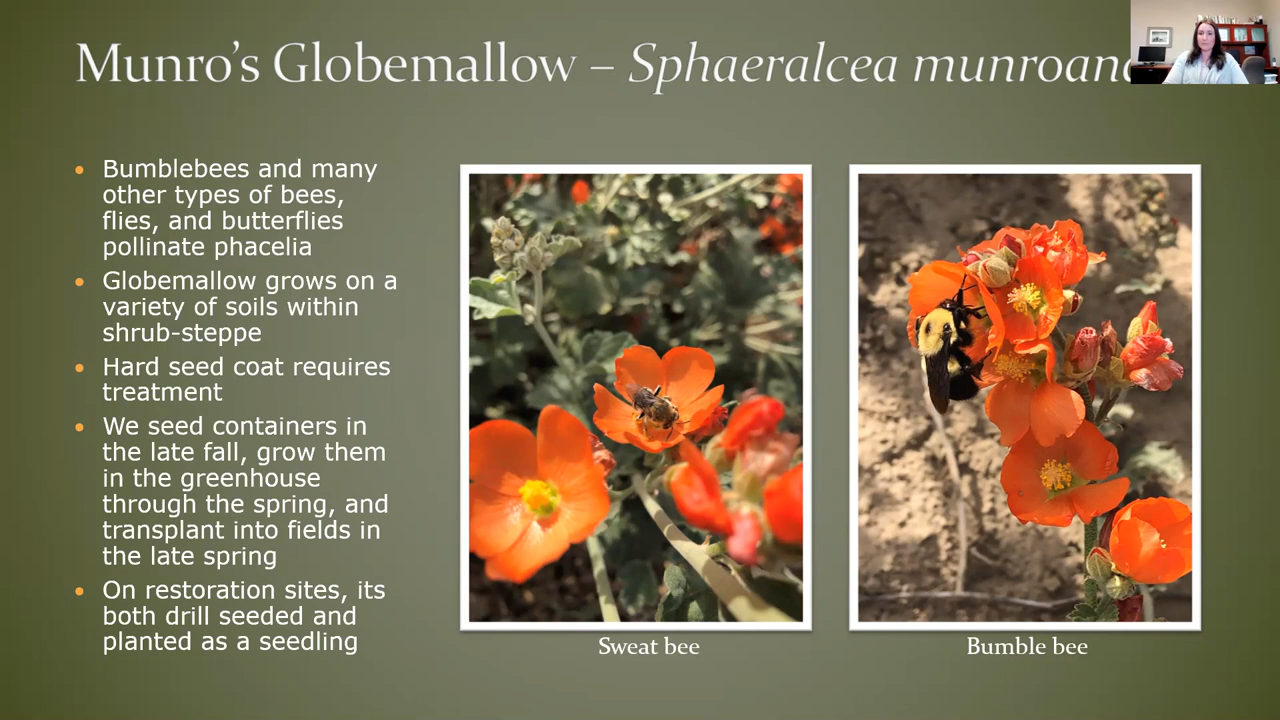 Munro's Globemallow – Sphaeralcea munroana
Bumblebees and many
other types of bees,
flies, and butterflies
pollinate phacelia
Globemallow grows on a
variety of soils within
shrub-steppe
Hard seed coat requires
treatment
We seed containers in
the late fall, grow them
in the greenhouse
through the spring, and
transplant into fields in
the late spring
On restoration sites, its
both drill seeded and
planted as a seedling
Sweat bee
Bumble bee